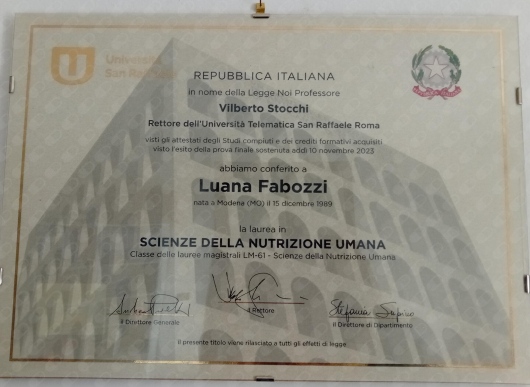 Università
San Raffaele
REPUBBLICA ITALIANA
in nome della Legge Noi Professore
Vilberto Stocchi
Rettore dell'Università Telematica San Raffaele Roma
visti gli attestati degli Studi compiuti e dei crediti formativi acquisiti
visto l'esito della prova finale sostenuta addì 10 novembre 2023
abbiamo conferito a
Luana Fabozzi
nata a Modena (MO) il 15 dicembre 1989
la laurea in
SCIENZE DELLA NUTRIZIONE UMANA
Classe delle lauree magistrali LM-61 - Scienze della Nutrizione Umana
Il Direttore Generale
Il Rettore
Stefania
Il Direttore di Dipartimento
Il presente titolo viene rilasciato a tutti gli effetti di legge